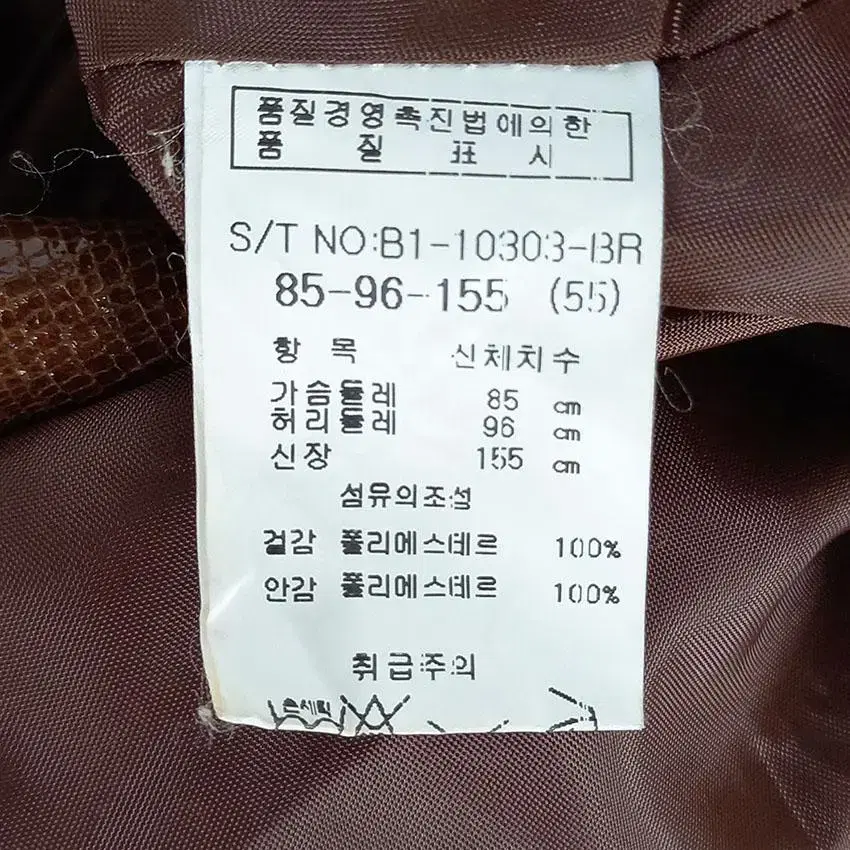 품질경영촉진법에의한
품 질 표 시
S/T NO:B1-10303-BR
85-96-155 (55)
항 목 신체치수
가슴둘레 85 cm
허리둘레 96 cm
신장 155 cm
섬유의조성
겉감 폴리에스테르 100%
안감 폴리에스테르 100%
취급주의